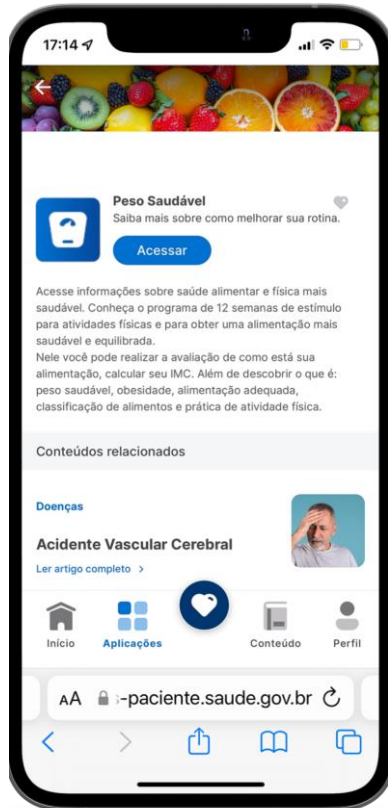 17:14
Peso Saudável
Saiba mais sobre como melhorar sua rotina.
Acessar
Acesse informações sobre saúde alimentar e física mais
saudável. Conheça o programa de 12 semanas de estímulo
para atividades físicas e para obter uma alimentação mais
saudável e equilibrada.
Nele você pode realizar a avaliação de como está sua
alimentação, calcular seu IMC. Além de descobrir o que é:
peso saudável, obesidade, alimentação adequada,
classificação de alimentos e prática de atividade física.
Conteúdos relacionados
Doenças
Acidente Vascular Cerebral
Ler artigo completo >
Início Aplicações Conteúdo Perfil
AA -paciente.saude.gov.br